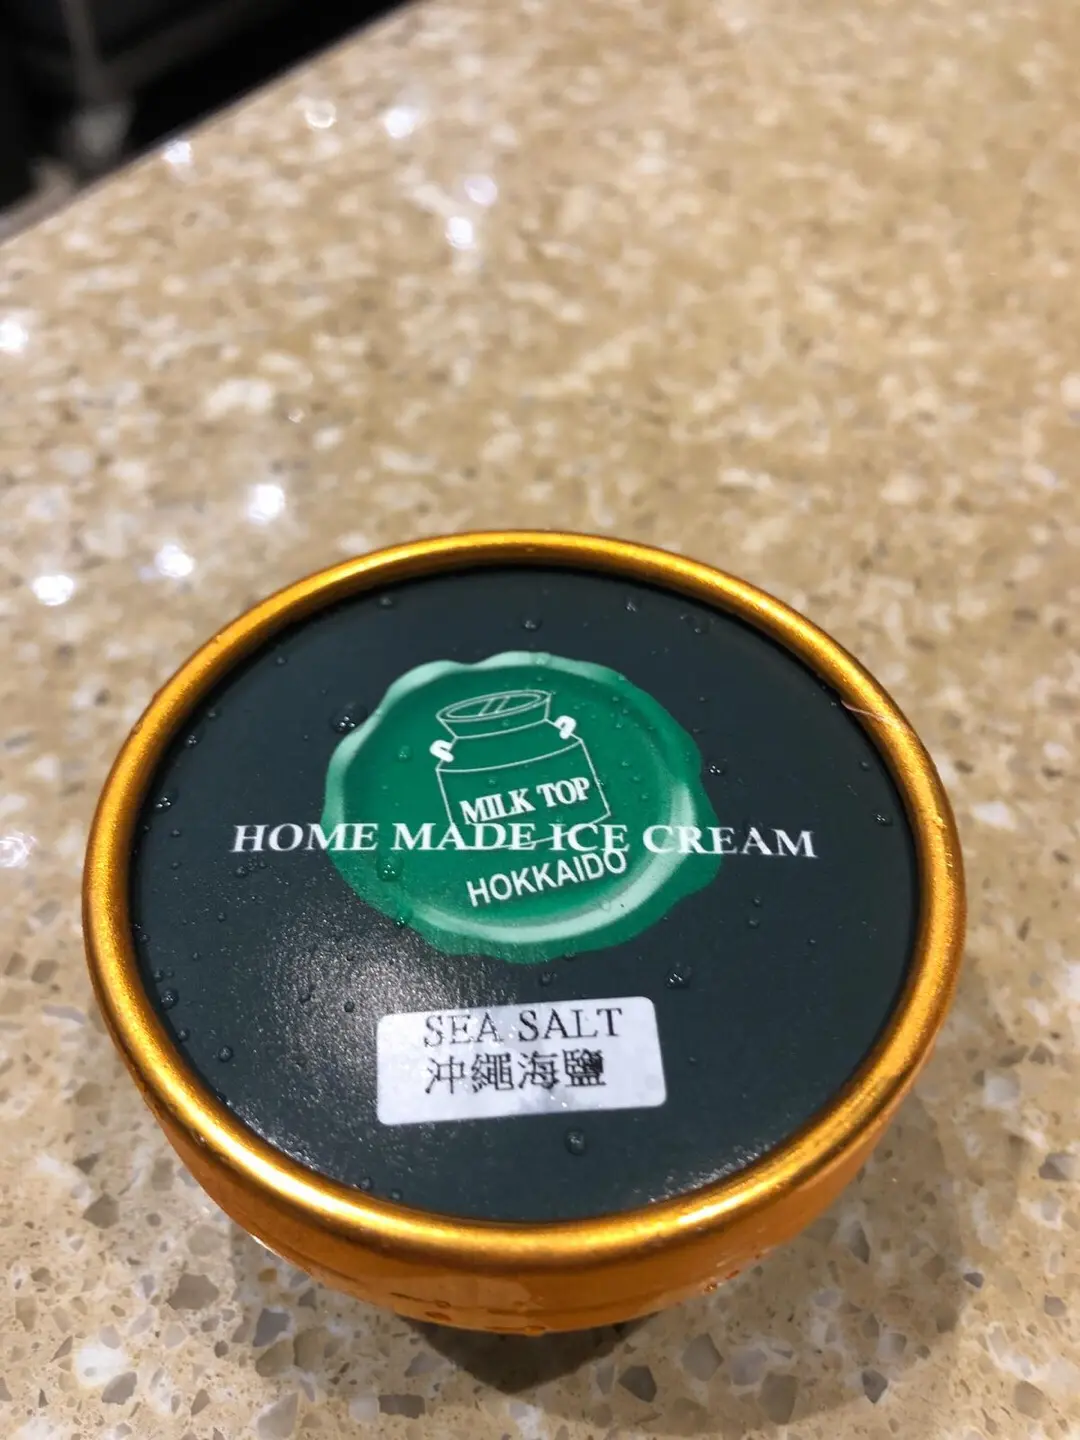 MILK TOP
HOME MADE ICE CREAM
HOKKAIDO
SEA SALT
沖繩海鹽